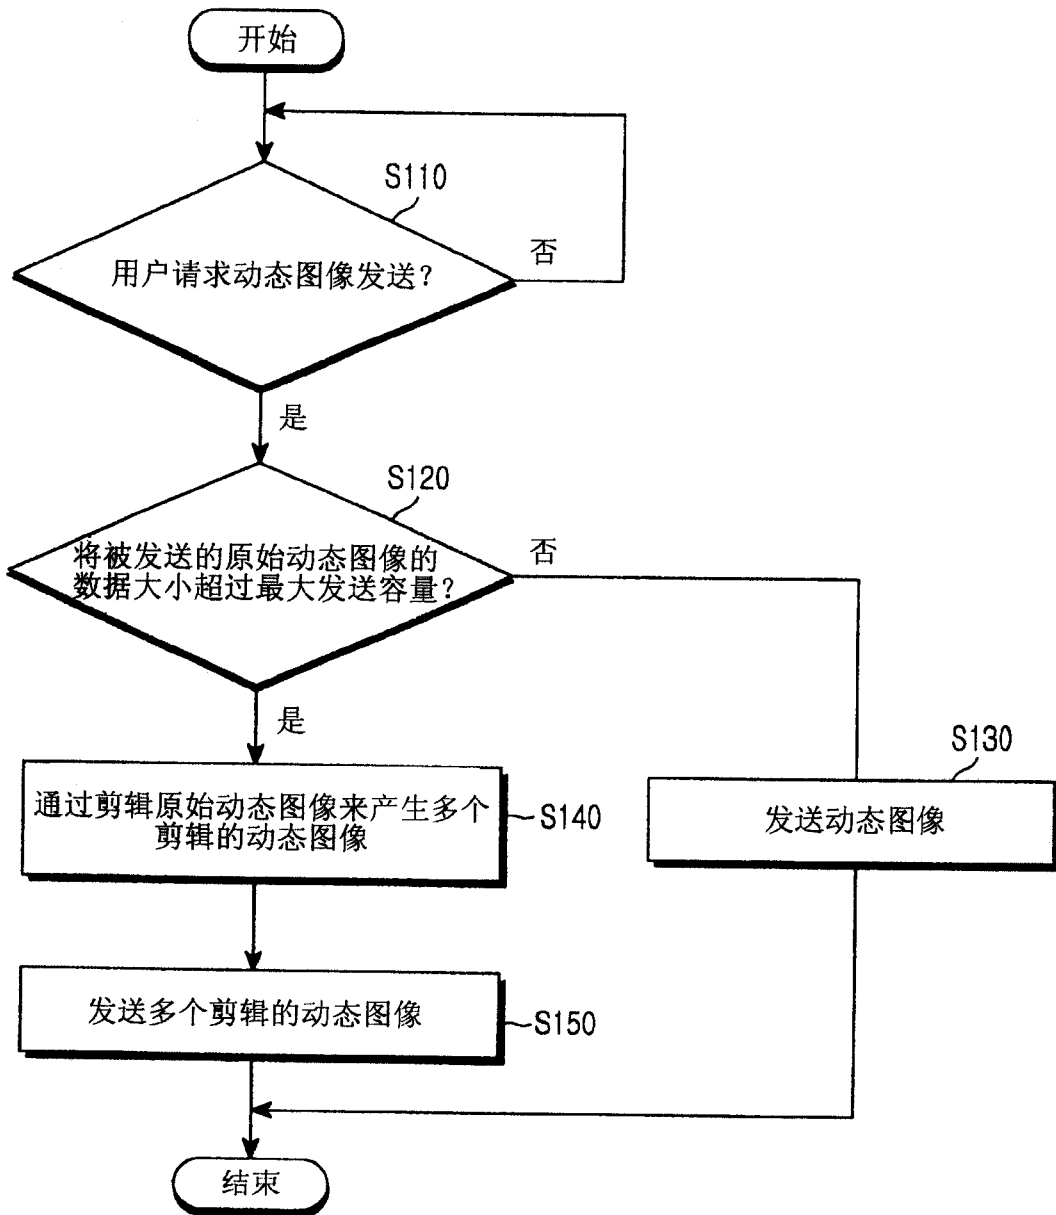 开始
S110
用户请求动态图像发送?
否
是
S120
将被发送的原始动态图像的
数据大小超过最大发送容量?
否
是
S130
发送动态图像
通过剪辑原始动态图像来产生多个
剪辑的动态图像
S140
发送多个剪辑的动态图像
S150
结束